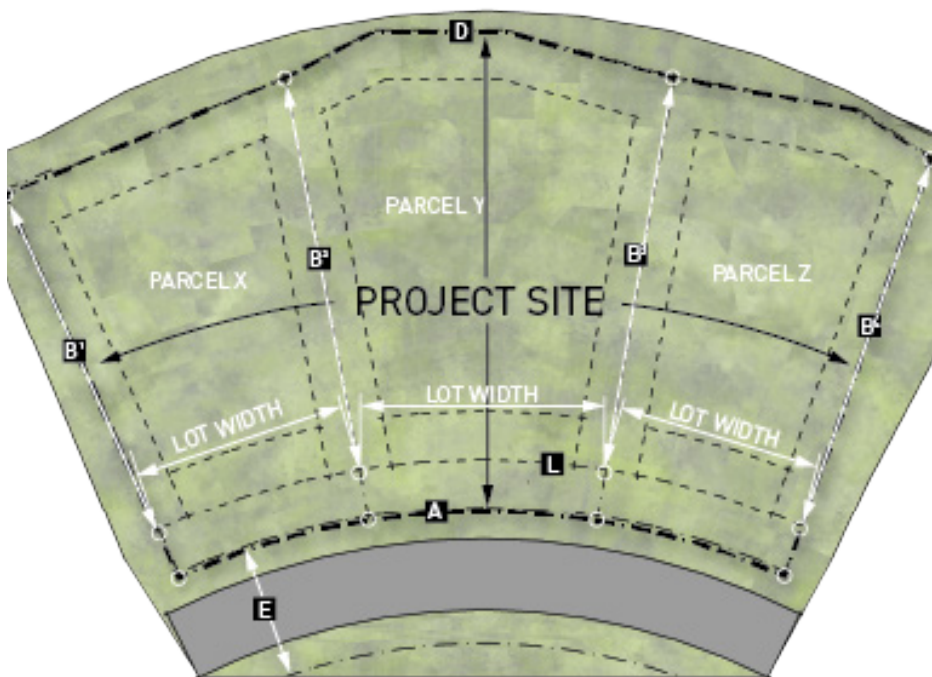 D
PARCEL Y
B²
B³
PARCEL X
PARCEL Z
PROJECT SITE
B¹
B⁴
LOT WIDTH
LOT WIDTH
LOT WIDTH
L
A
E